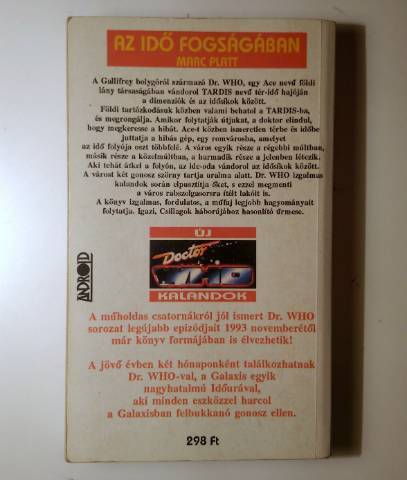 AZ IDŐ FOGSÁGÁBAN
MARC PLATT
A Gallifrey bolygóról származó Dr. WHO, egy Ace nevű földi
lány társaságában vándorol TARDIS nevű tér-idő hajóján
a dimenziók és az idősíkok között.
Földi tartózkodásuk közben valami behatol a TARDIS-ba,
és megrongálja. Amikor folytatják útjukat, a doktor elindul,
hogy megkeresse a hibát. Ace-t közben ismeretlen térbe és időbe
juttatja a hibás gép, egy romvárosba, amelyet
az idő folyója oszt többfelé. A város egyik része a régebbi múltban,
másik része a közelmúltban, a harmadik része a jelenben létezik.
Aki tehát átkel a folyón, az ide-oda vándorol az idősíkok között.
A várost két gonosz szörny tartja uralma alatt. Dr. WHO izgalmas
kalandok során elpusztítja őket, s ezzel megmenti
a város rabszolgasorsra ítélt lakóit is.
A könyv izgalmas, fordulatos, a műfaj legjobb hagyományait
folytatja. Igazi, Csillagok háborújához hasonlító űrmese.
ÚJ
Doctor
WHO
KALANDOK
ANDROID
A műholdas csatornákról jól ismert Dr. WHO
sorozat legújabb epizódjait 1993 novemberétől
már könyv formájában is élvezhetik!
A jövő évben két hónaponként találkozhatnak
Dr. WHO-val, a Galaxis egyik
nagyhatalmú Időurával,
aki minden eszközzel harcol
a Galaxisban felbukkanó gonosz ellen.
298 Ft